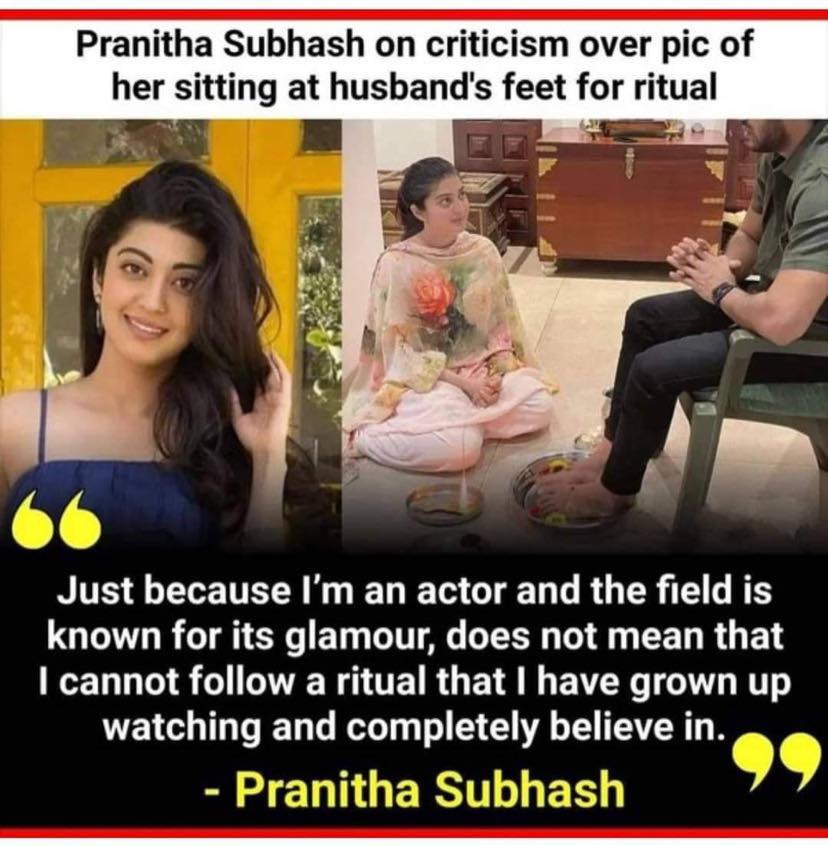 Pranitha Subhash on criticism over pic of
her sitting at husband's feet for ritual
“
Just because I'm an actor and the field is
known for its glamour, does not mean that
I cannot follow a ritual that I have grown up
watching and completely believe in.
”
- Pranitha Subhash